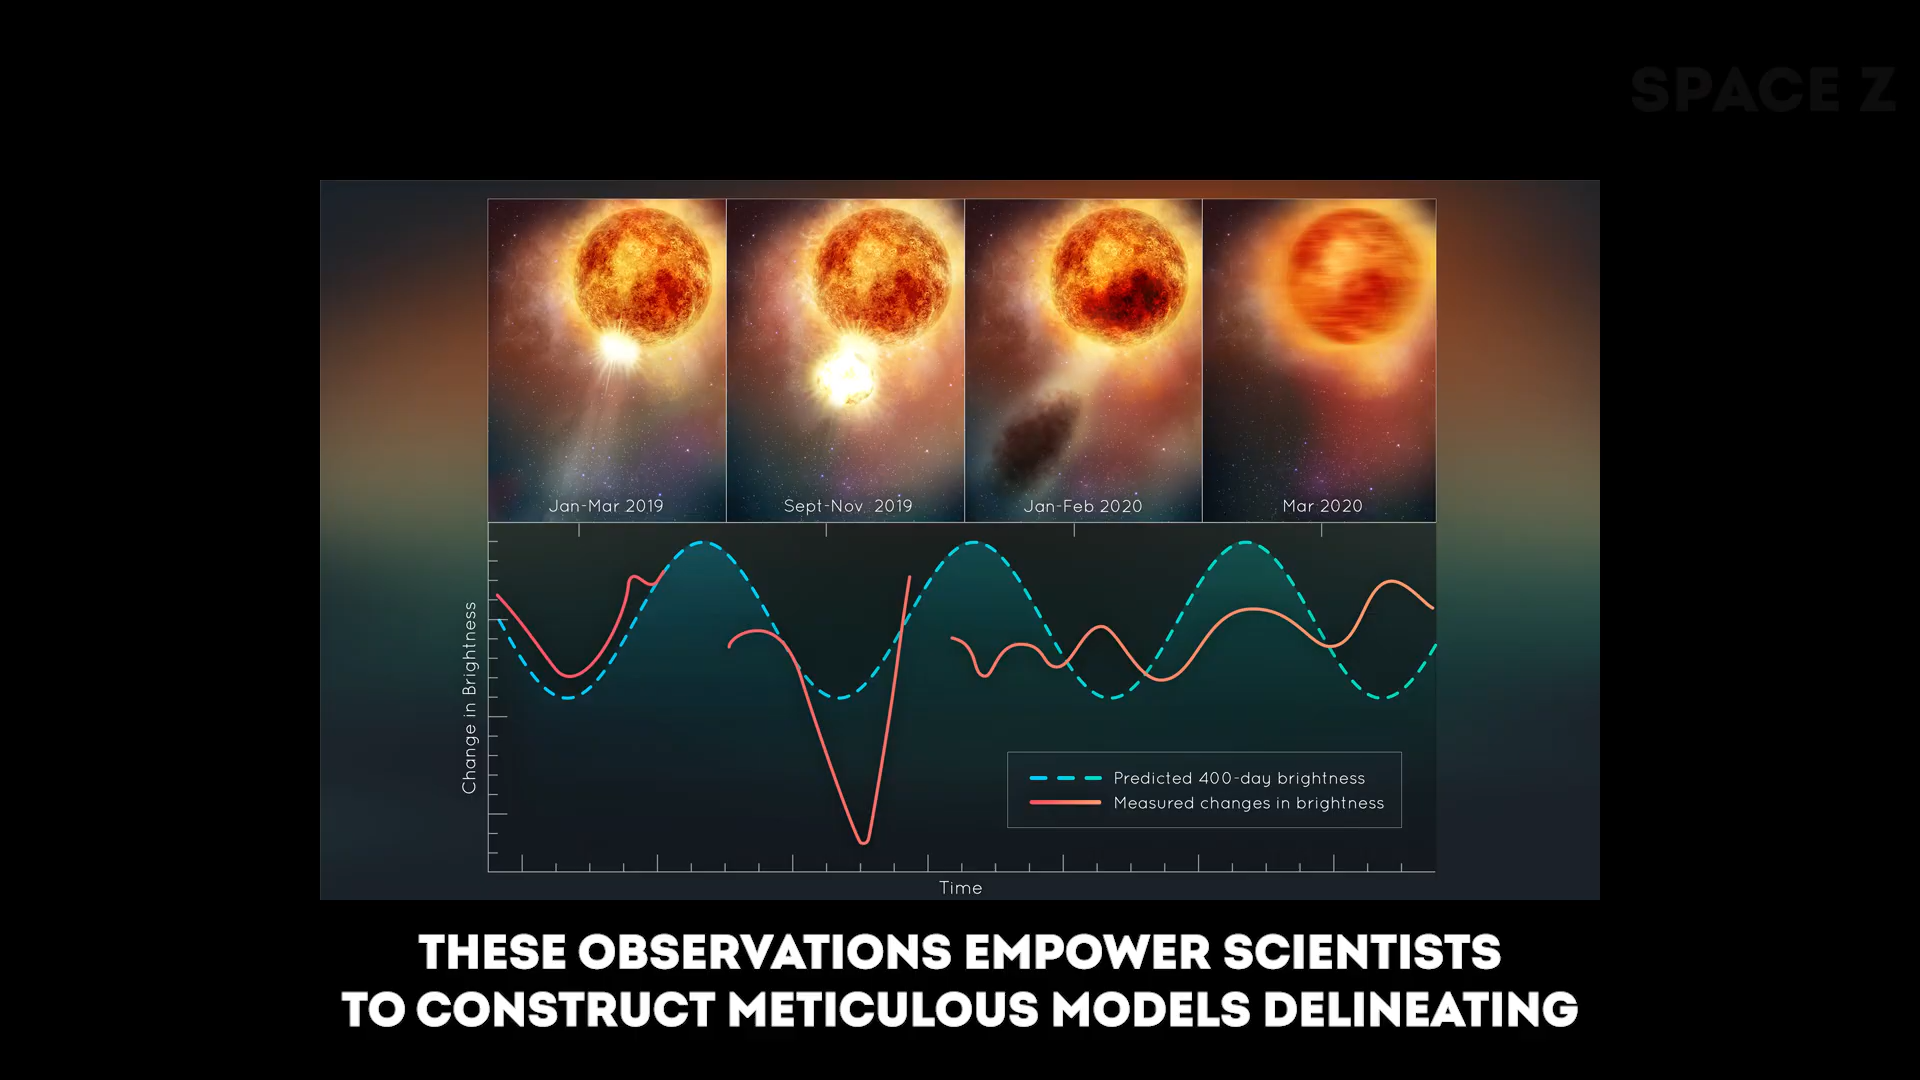 SPACE Z
Jan-Mar 2019
Sept-Nov 2019
Jan-Feb 2020
Mar 2020
Change in Brightness
Predicted 400-day brightness
Measured changes in brightness
Time
THESE OBSERVATIONS EMPOWER SCIENTISTS
TO CONSTRUCT METICULOUS MODELS DELINEATING